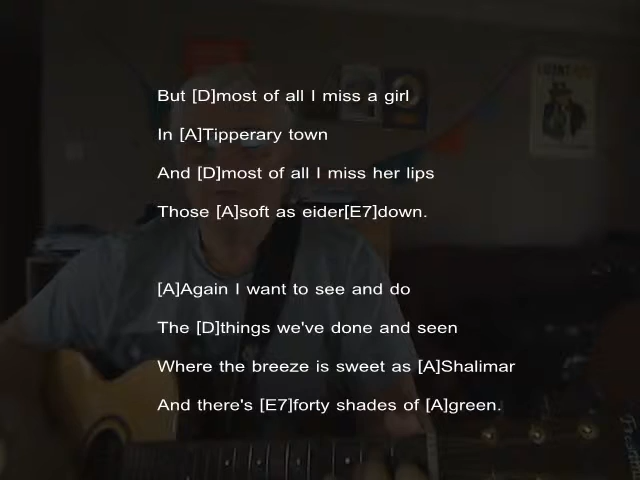 But [D]most of all I miss a girl
In [A]Tipperary town
And [D]most of all I miss her lips
Those [A]soft as eider[E7]down.
[A]Again I want to see and do
The [D]things we've done and seen
Where the breeze is sweet as [A]Shalimar
And there's [E7]forty shades of [A]green.